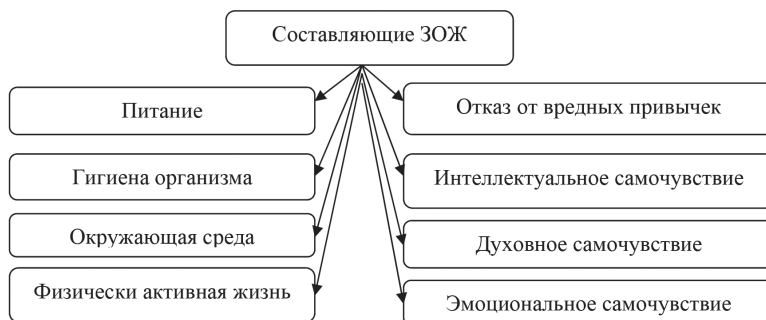 Составляющие ЗОЖ
Питание
Гигиена организма
Окружающая среда
Физически активная жизнь
Отказ от вредных привычек
Интеллектуальное самочувствие
Духовное самочувствие
Эмоциональное самочувствие